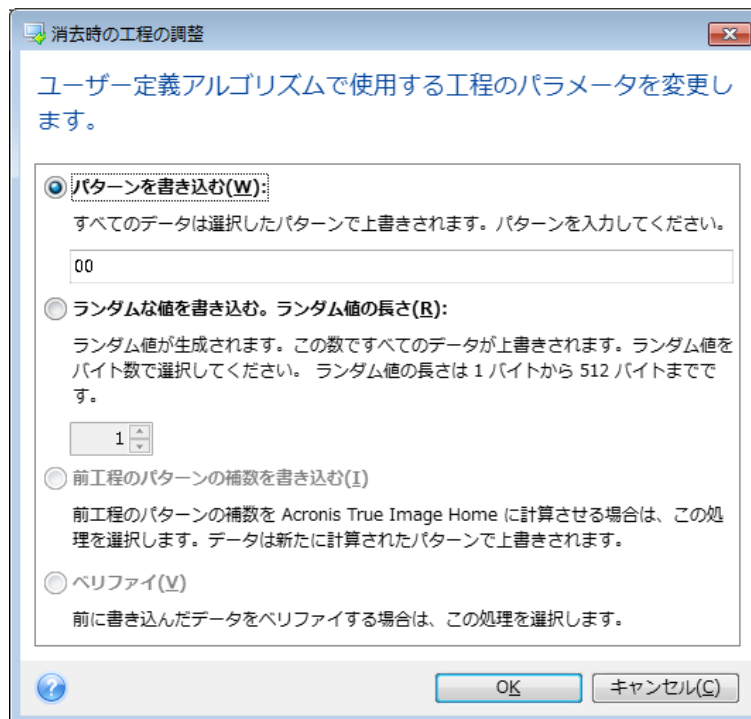 消去時の工程の調整
ユーザー定義アルゴリズムで使用する工程のパラメータを変更し
ます。
パターンを書き込む(W):
すべてのデータは選択したパターンで上書きされます。パターンを入力してください。
00
ランダムな値を書き込む。ランダム値の長さ(R):
ランダム値が生成されます。この数ですべてのデータが上書きされます。ランダム値を
バイト数で選択してください。 ランダム値の長さは 1 バイトから 512 バイトまでで
す。
1
前工程のパターンの補数を書き込む(I)
前工程のパターンの補数を Acronis True Image Home に計算させる場合は、この処
理を選択します。データは新たに計算されたパターンで上書きされます。
ベリファイ(V)
前に書き込んだデータをベリファイする場合は、この処理を選択します。
OK
キャンセル(C)